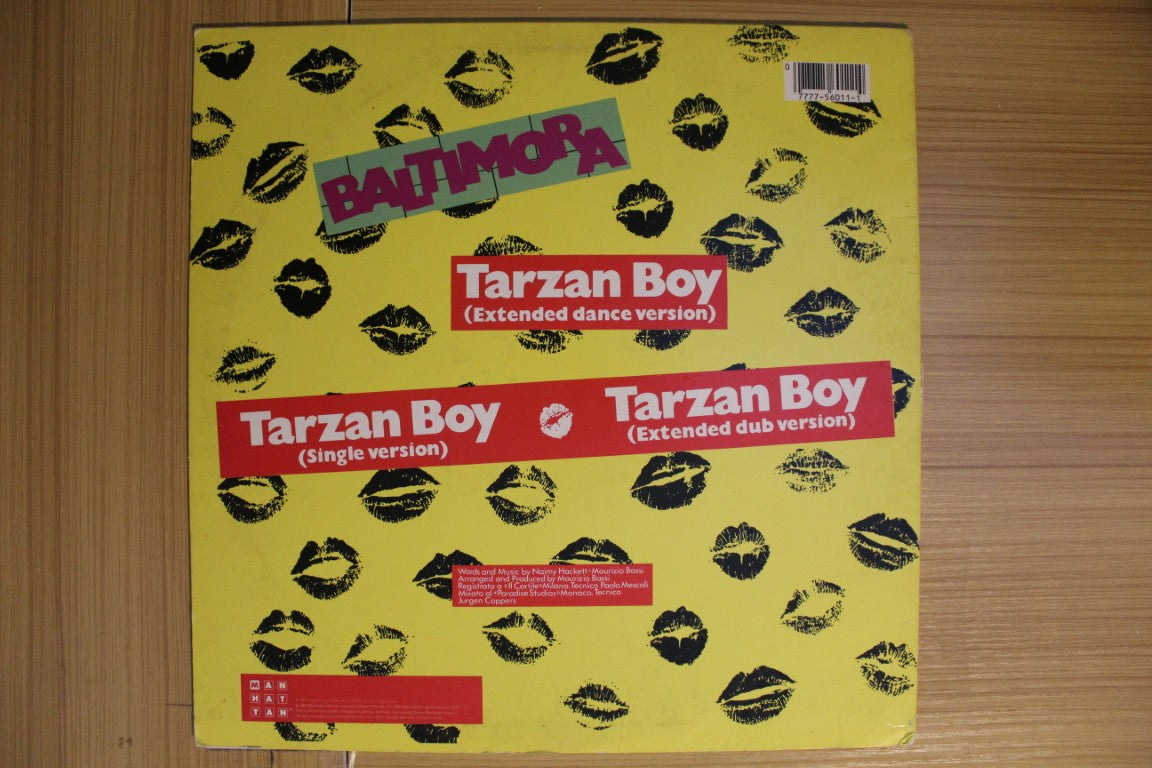 D
7777-56011-1
BALTIMORA
Tarzan Boy
(Extended dance version)
Tarzan Boy
(Single version)
Tarzan Boy
(Extended dub version)
Words and Music by Naimy Hackett-Maurizio Bassi
Arranged and Produced by Maurizio Bassi
Registrato a <Il Cortile>Milano, Tecnico Paolo Mescoli
Mixato al <Paradise Studios>Monaco, Tecnico
Jurgen Coppers
MAN
HAT
TAN